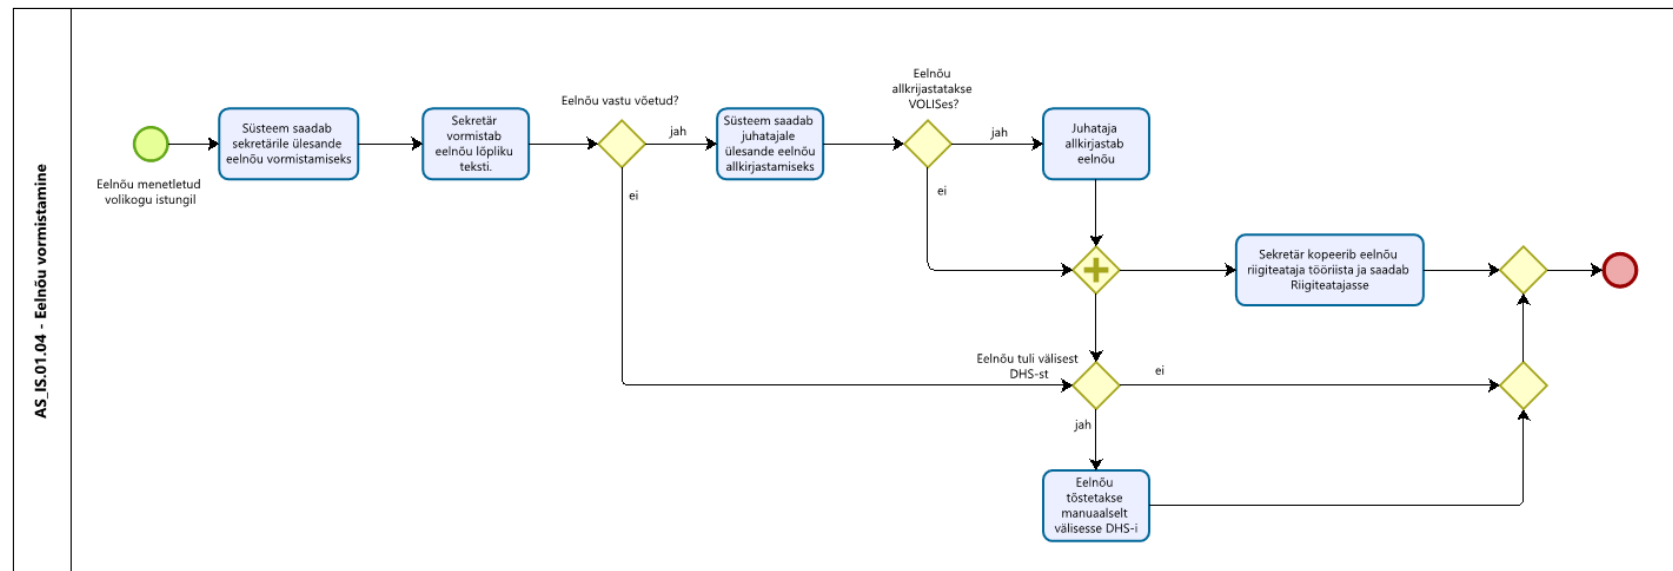 AS_IS.01.04 - Eelnõu vormistamine
Eelnõu menetletud
volikogu istungil
Süsteem saadab
sekretärile ülesande
eelnõu vormistamiseks
Sekretär
vormistab
eelnõu lõpliku
teksti.
Eelnõu vastu võetud?
jah
ei
Süsteem saadab
juhatajale
ülesande eelnõu
allkirjastamiseks
Eelnõu
allkrijastatakse
VOLISes?
jah
ei
Juhataja
allkirjastab
eelnõu
Sekretär kopeerib eelnõu
riigiteataja tööriista ja saadab
Riigiteatajasse
Eelnõu tuli välisest
DHS-st
ei
jah
Eelnõu
tõstetakse
manuaalselt
välisesse DHS-i